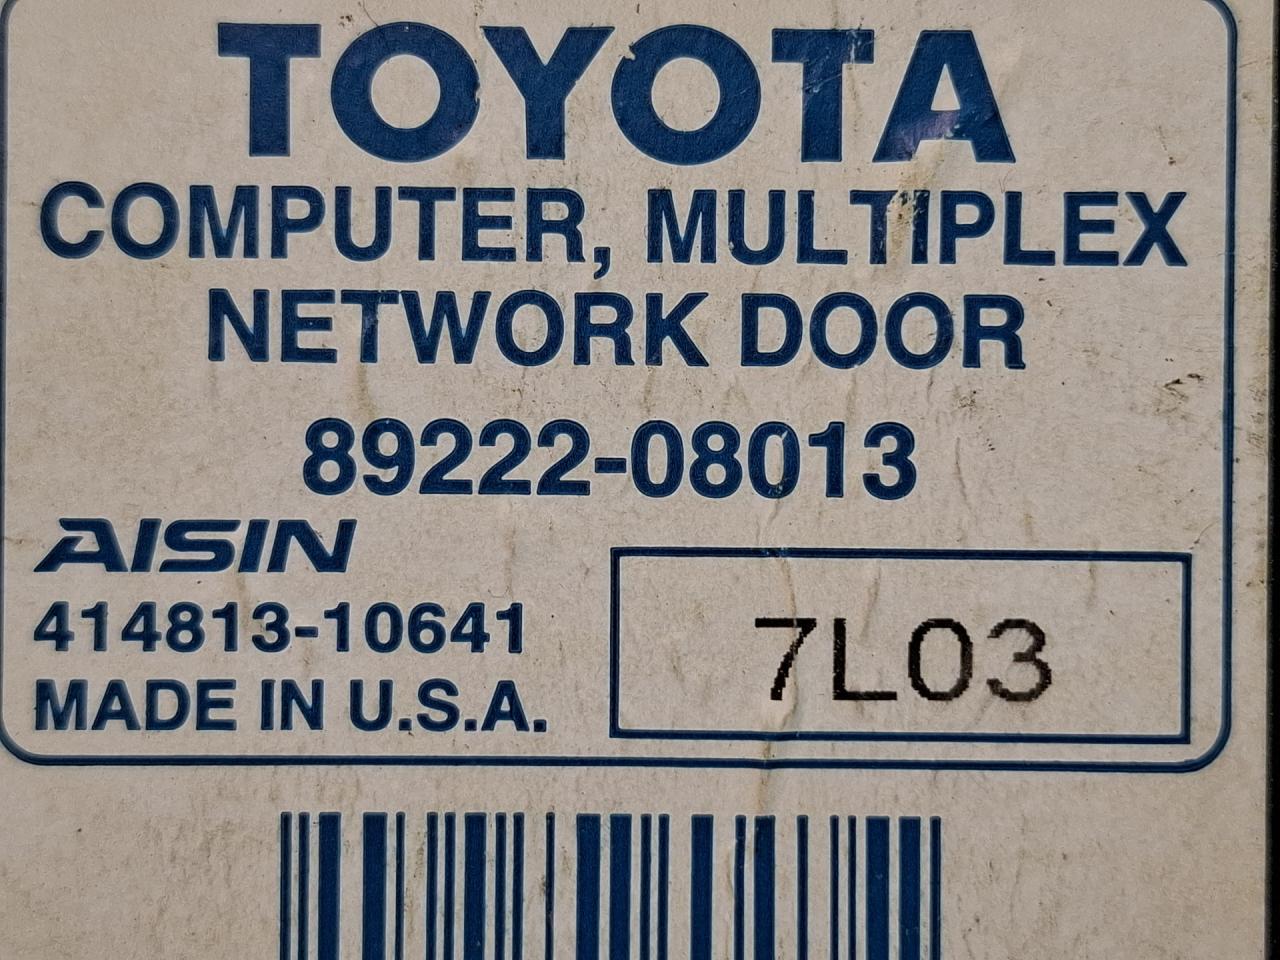 TOYOTA
COMPUTER, MULTIPLEX
NETWORK DOOR
89222-08013
AISIN
414813-10641
MADE IN U.S.A.
7L03